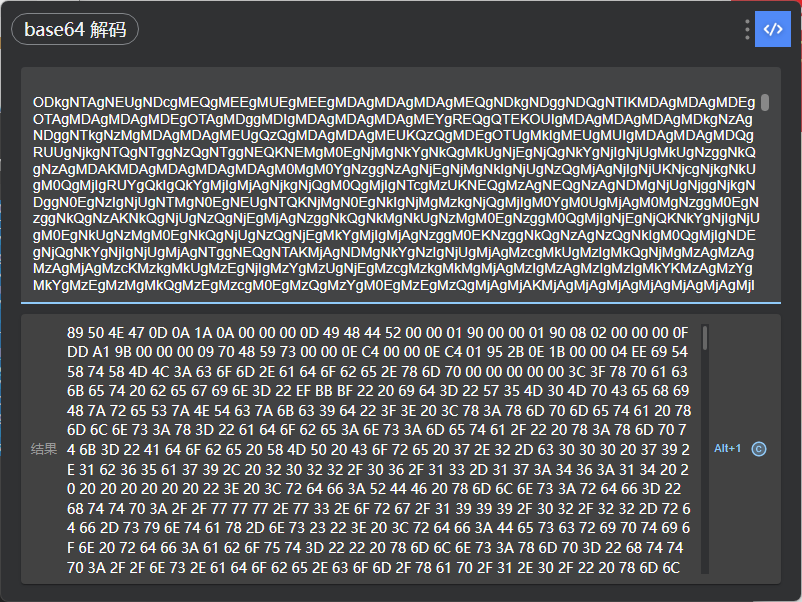 base64 解码
</>
ODkgNTAgNEUgNDcgMEQgMEEgMUEgMEEgMDAgMDAgMDAgMEQgNDkgNDggNDQgNTIKMDAgMDAgMDEg
OTAgMDAgMDAgMDEgOTAgMDggMDIgMDAgMDAgMDAgMEYgREQgQTEKOUIgMDAgMDAgMDAgMDkgNzAg
NDggNTkgNzMgMDAgMDAgMEUgQzQgMDAgMDAgMEUKQzQgMDEgOTUgMkIgMEUgMUIgMDAgMDAgMDQg
RUUgNjkgNTQgNTggNzQgNTggNEQKNEMgM0EgNjMgNkYgNkQgMkUgNjEgNjQgNkYgNjIgNjUgMkUgNzggNkQ
gNzAgMDAKMDAgMDAgMDAgMDAgM0MgM0YgNzggNzAgNjEgNjMgNkIgNjUgNzQgMjAgNjIgNjUKNjcgNjkgNkU
gM0QgMjIgRUYgQkIgQkYgMjIgMjAgNjkgNjQgM0QgMjIgNTcgMzUKNEQgMzAgNEQgNzAgNDMgNjUgNjggNjkgN
DggN0EgNzIgNjUgNTMgN0EgNEUgNTQKNjMgN0EgNkIgNjMgMzkgNjQgMjIgM0YgM0UgMjAgM0MgNzggM0EgN
zggNkQgNzAKNkQgNjUgNzQgNjEgMjAgNzggNkQgNkMgNkUgNzMgM0EgNzggM0QgMjIgNjEgNjQKNkYgNjIgNjU
gM0EgNkUgNzMgM0EgNkQgNjUgNzQgNjEgMkYgMjIgMjAgNzggM0EKNzggNkQgNzAgNzQgNkIgM0QgMjIgNDE
gNjQgNkYgNjIgNjUgMjAgNTggNEQgNTAKMjAgNDMgNkYgNzIgNjUgMjAgMzcgMkUgMzIgMkQgNjMgMzAgMzAg
MzAgMjAgMzcKMzkgMkUgMzEgNjIgMzYgMzUgNjEgMzcgMzkgMkMgMjAgMzIgMzAgMzIgMzIgMkYKMzAgMzYg
MkYgMzEgMzMgMkQgMzEgMzcgM0EgMzQgMzYgM0EgMzEgMzQgMjAgMjAKMjAgMjAgMjAgMjAgMjAgMjAgMjI
结果
89 50 4E 47 0D 0A 1A 0A 00 00 00 0D 49 48 44 52 00 00 01 90 00 00 01 90 08 02 00 00 00 0F
DD A1 9B 00 00 00 09 70 48 59 73 00 00 0E C4 00 00 0E C4 01 95 2B 0E 1B 00 00 04 EE 69 54
58 74 58 4D 4C 3A 63 6F 6D 2E 61 64 6F 62 65 2E 78 6D 70 00 00 00 00 00 3C 3F 78 70 61 63
6B 65 74 20 62 65 67 69 6E 3D 22 EF BB BF 22 20 69 64 3D 22 57 35 4D 30 4D 70 43 65 68 69
48 7A 72 65 53 7A 4E 54 63 7A 6B 63 39 64 22 3F 3E 20 3C 78 3A 78 6D 70 6D 65 74 61 20 78
6D 6C 6E 73 3A 78 3D 22 61 64 6F 62 65 3A 6E 73 3A 6D 65 74 61 2F 22 20 78 3A 78 6D 70 7
4 6B 3D 22 41 64 6F 62 65 20 58 4D 50 20 43 6F 72 65 20 37 2E 32 2D 63 30 30 30 20 37 39 2
E 31 62 36 35 61 37 39 2C 20 32 30 32 32 2F 30 36 2F 31 33 2D 31 37 3A 34 36 3A 31 34 20 2
0 20 20 20 20 20 20 22 3E 20 3C 72 64 66 3A 52 44 46 20 78 6D 6C 6E 73 3A 72 64 66 3D 22
68 74 74 70 3A 2F 2F 77 77 77 2E 77 33 2E 6F 72 67 2F 31 39 39 39 2F 30 32 2F 32 32 2D 72 6
4 66 2D 73 79 6E 74 61 78 2D 6E 73 23 22 3E 20 3C 72 64 66 3A 44 65 73 63 72 69 70 74 69 6
F 6E 20 72 64 66 3A 61 62 6F 75 74 3D 22 22 20 78 6D 6C 6E 73 3A 78 6D 70 3D 22 68 74 74
70 3A 2F 2F 6E 73 2E 61 64 6F 62 65 2E 63 6F 6D 2F 78 61 70 2F 31 2E 30 2F 22 20 78 6D 6C
Alt+1 C